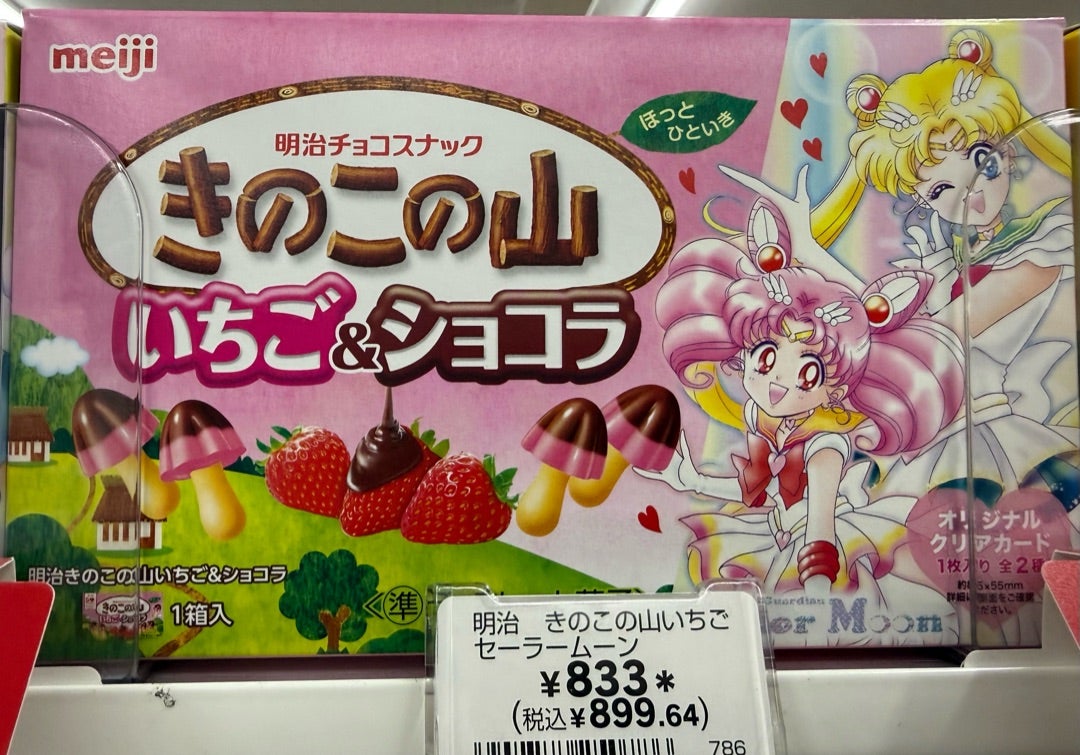 meiji
明治チョコスナック
きのこの山
いちご&ショコラ
ほっと
ひといき
オリジナル
クリアカード
1枚入り 全2種
明治きのこの山いちご&ショコラ
1箱入
準
Guardian
Moon
明治 きのこの山いちご
セーラームーン
¥833*
(税込¥899.64)
786